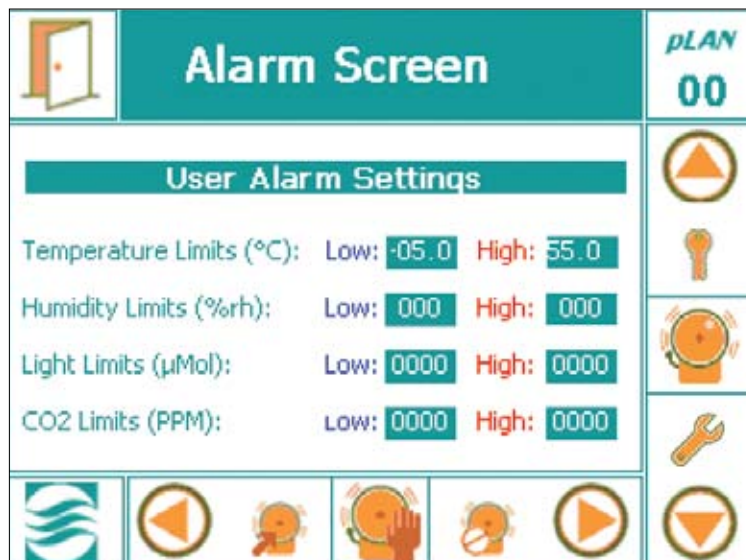 Alarm Screen
pLAN
00
User Alarm Settings
Temperature Limits (°C): Low: -05.0 High: 55.0
Humidity Limits (%rh): Low: 000 High: 000
Light Limits (µMol): Low: 0000 High: 0000
CO2 Limits (PPM): Low: 0000 High: 0000